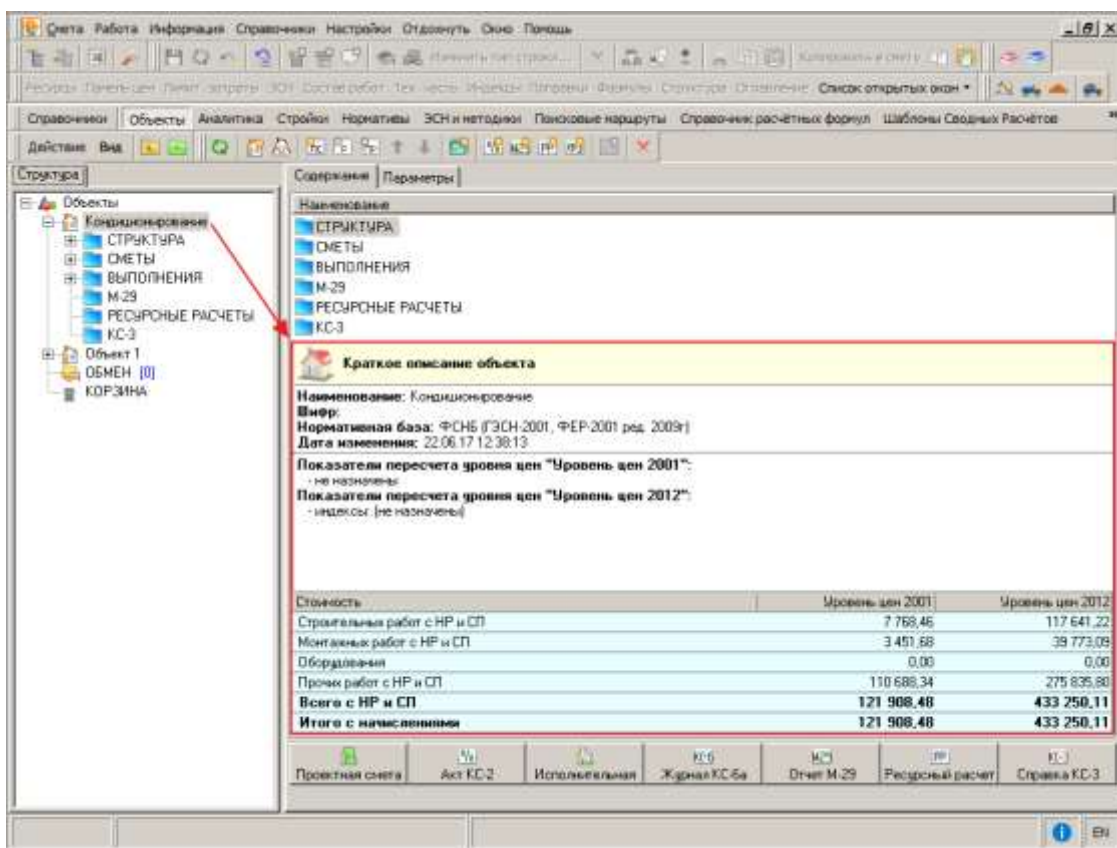 Смета Работа Информация Справочники Настройки Отдохнуть Окно Помощь
Список открытых окон
Справочники Объекты Аналитика Стройки Нормативы ЭСН и методики Поисковые маршруты Справочник расчётных формул Шаблоны Сводных Расчётов
Действие Вид
Структура
Объекты
Кондиционирование
СТРУКТУРА
СМЕТЫ
ВЫПОЛНЕНИЯ
М-29
РЕСУРСНЫЕ РАСЧЕТЫ
КС-3
Объект 1
ОБМЕН [0]
КОРЗИНА
Содержание Параметры
Наименование
СТРУКТУРА
СМЕТЫ
ВЫПОЛНЕНИЯ
М-29
РЕСУРСНЫЕ РАСЧЕТЫ
КС-3
Краткое описание объекта
Наименование: Кондиционирование
Шифр:
Нормативная база: ФСНБ (ГЭСН-2001, ФЕР-2001 ред. 2009г)
Дата изменения: 22.06.17 12:38:13
Показатели пересчета уровня цен "Уровень цен 2001":
- не назначены
Показатели пересчета уровня цен "Уровень цен 2012":
- индексы: (не назначены)
Стоимость Уровень цен 2001 Уровень цен 2012
Строительных работ с НР и СП 7 768,46 117 641,22
Монтажных работ с НР и СП 3 451,68 39 773,09
Оборудования 0,00 0,00
Прочих работ с НР и СП 110 688,34 275 835,80
Всего с НР и СП 121 908,48 433 250,11
Итого с начислениями 121 908,48 433 250,11
Проектная смета Акт КС-2 Исполнительная Журнал КС-6а Отчет М-29 Ресурсный расчет Справка КС-3
EN